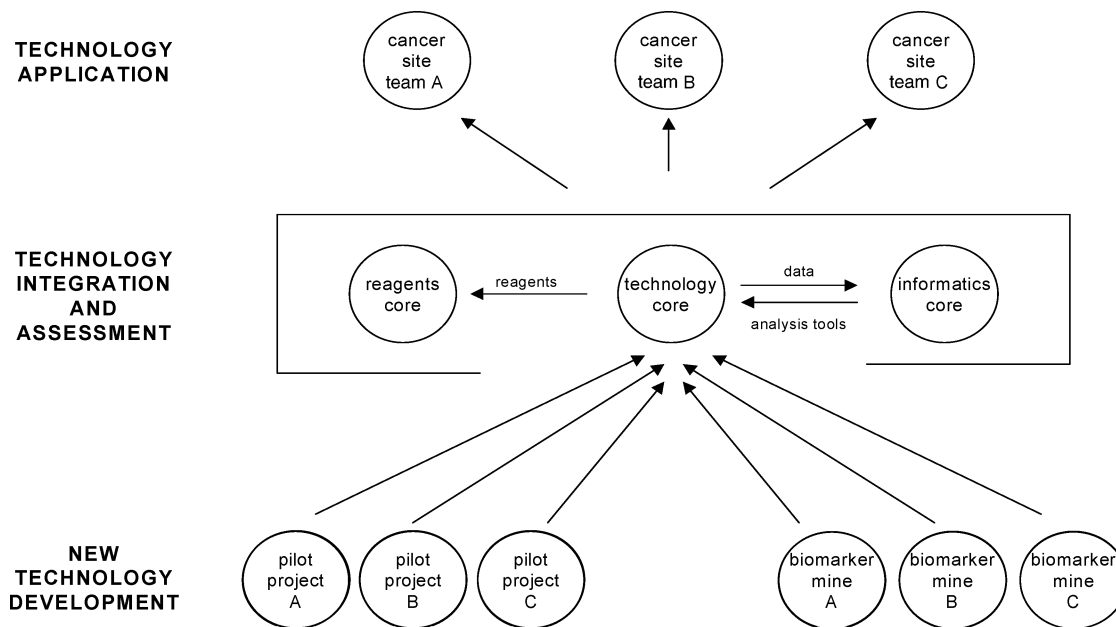 TECHNOLOGY
APPLICATION
cancer
site
team A
cancer
site
team B
cancer
site
team C
TECHNOLOGY
INTEGRATION
AND
ASSESSMENT
reagents
core
reagents
technology
core
data
analysis tools
informatics
core
NEW
TECHNOLOGY
DEVELOPMENT
pilot
project
A
pilot
project
B
pilot
project
C
biomarker
mine
A
biomarker
mine
B
biomarker
mine
C